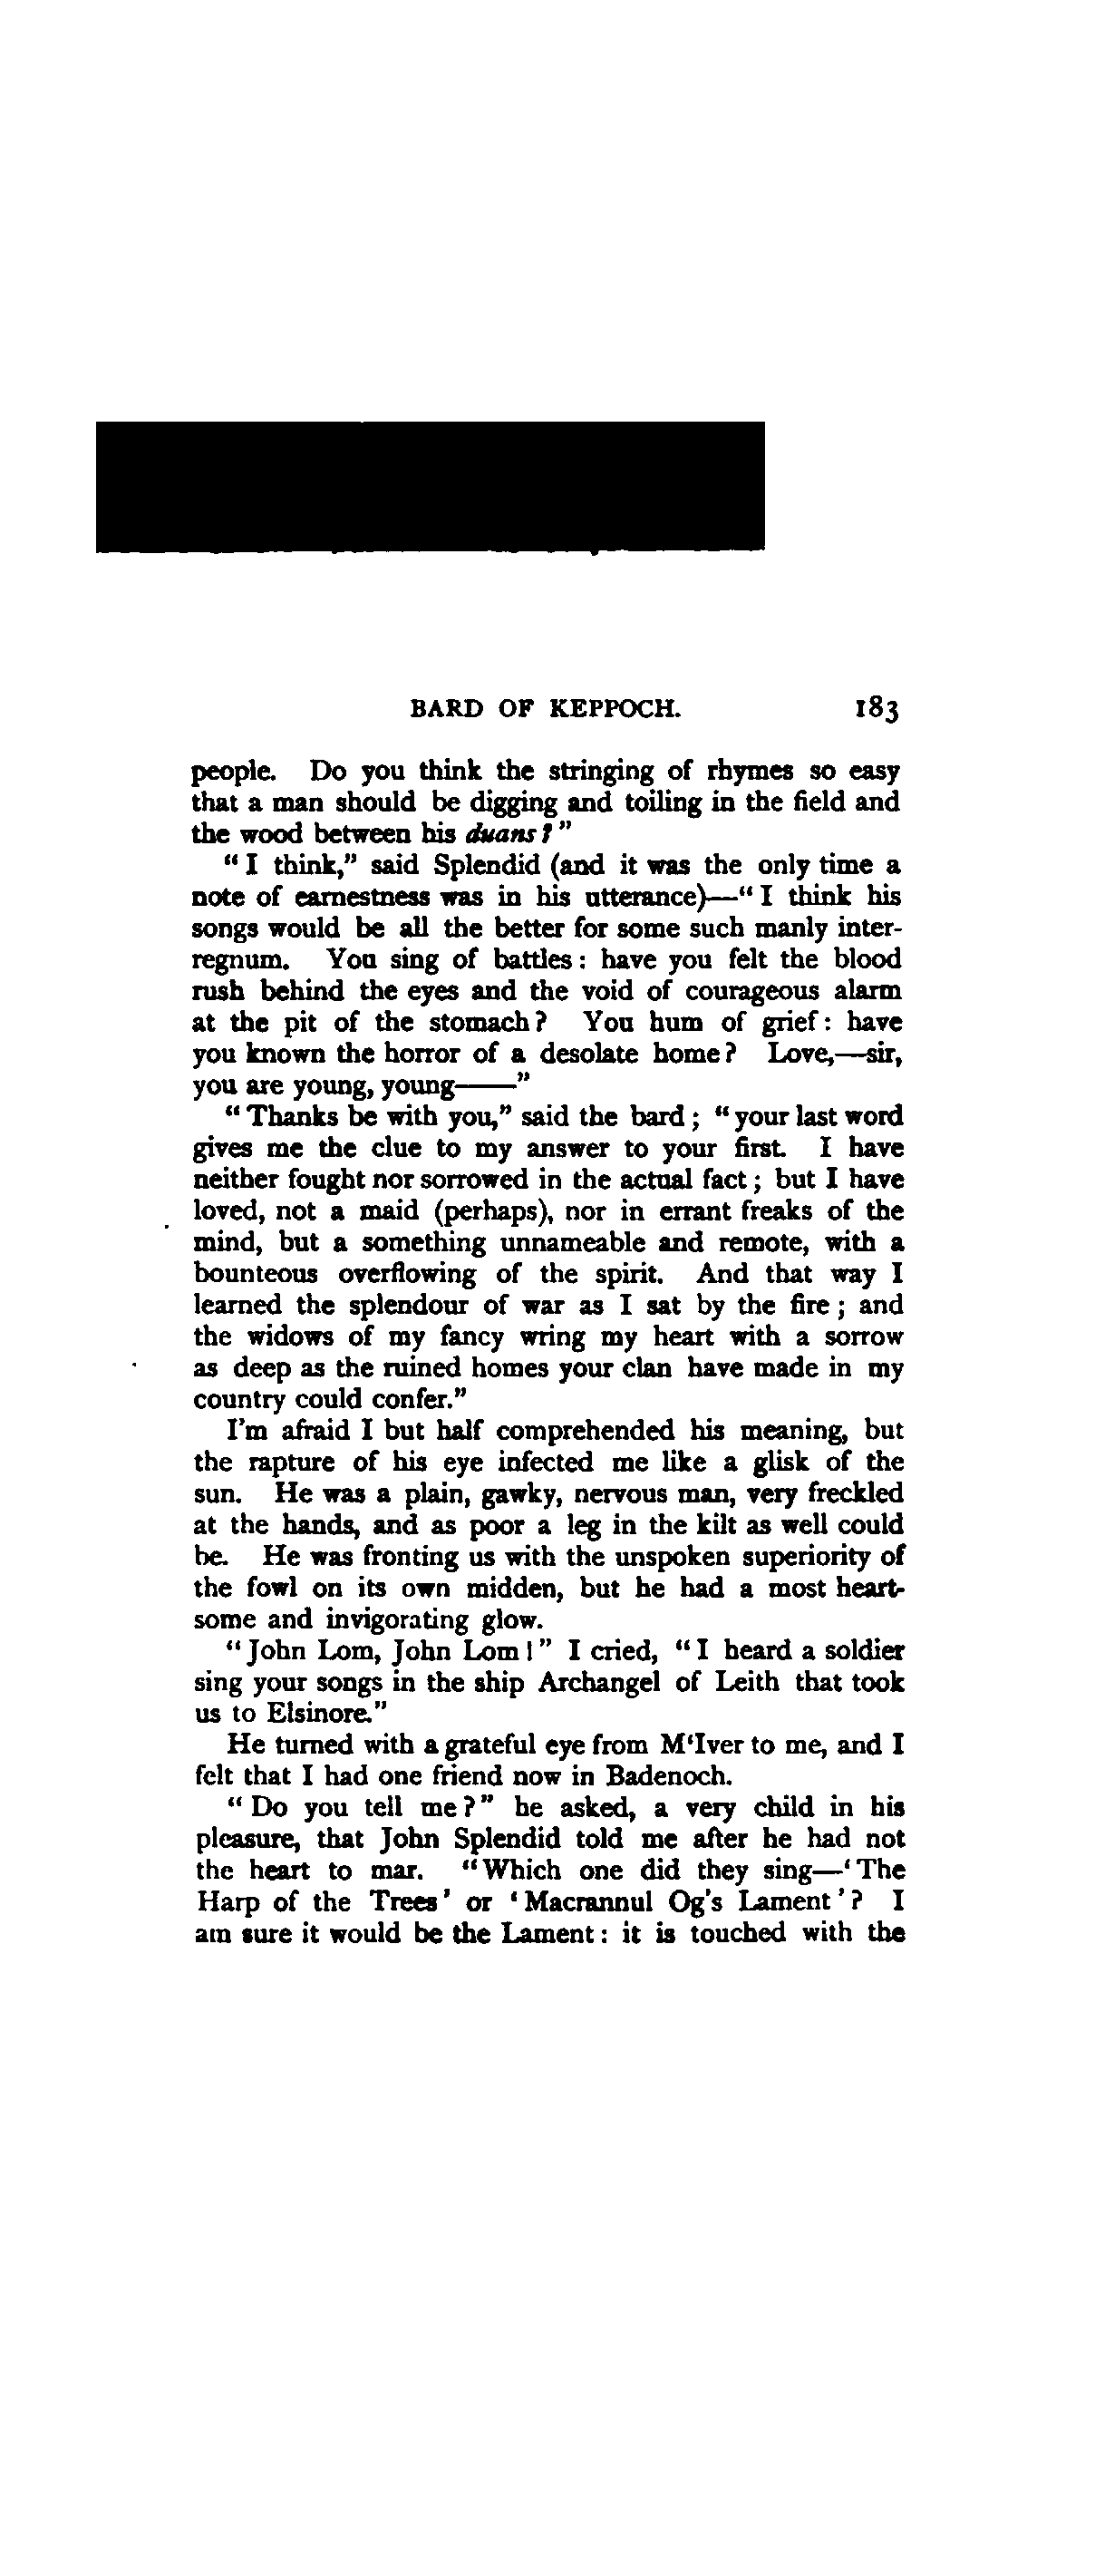 BARD OF KEPPOCH. 183
people. Do you think the stringing of rhymes so easy
that a man should be digging and toiling in the field and
the wood between his duans?”
“I think,” said Splendid (and it was the only time a
note of earnestness was in his utterance)—“I think his
songs would be all the better for some such manly inter-
regnum. You sing of battles: have you felt the blood
rush behind the eyes and the void of courageous alarm
at the pit of the stomach? You hum of grief: have
you known the horror of a desolate home? Love,—sir,
you are young, young——”
“Thanks be with you,” said the bard; “your last word
gives me the clue to my answer to your first. I have
neither fought nor sorrowed in the actual fact; but I have
loved, not a maid (perhaps), nor in errant freaks of the
mind, but a something unnameable and remote, with a
bounteous overflowing of the spirit. And that way I
learned the splendour of war as I sat by the fire; and
the widows of my fancy wring my heart with a sorrow
as deep as the ruined homes your clan have made in my
country could confer.”
I’m afraid I but half comprehended his meaning, but
the rapture of his eye infected me like a glisk of the
sun. He was a plain, gawky, nervous man, very freckled
at the hands, and as poor a leg in the kilt as well could
be. He was fronting us with the unspoken superiority of
the fowl on its own midden, but he had a most heart-
some and invigorating glow.
“John Lom, John Lom!” I cried, “I heard a soldier
sing your songs in the ship Archangel of Leith that took
us to Elsinore.”
He turned with a grateful eye from M‘Iver to me, and I
felt that I had one friend now in Badenoch.
“Do you tell me?” he asked, a very child in his
pleasure, that John Splendid told me after he had not
the heart to mar. “Which one did they sing—‘The
Harp of the Trees’ or ‘Macrannul Og’s Lament’? I
am sure it would be the Lament: it is touched with the